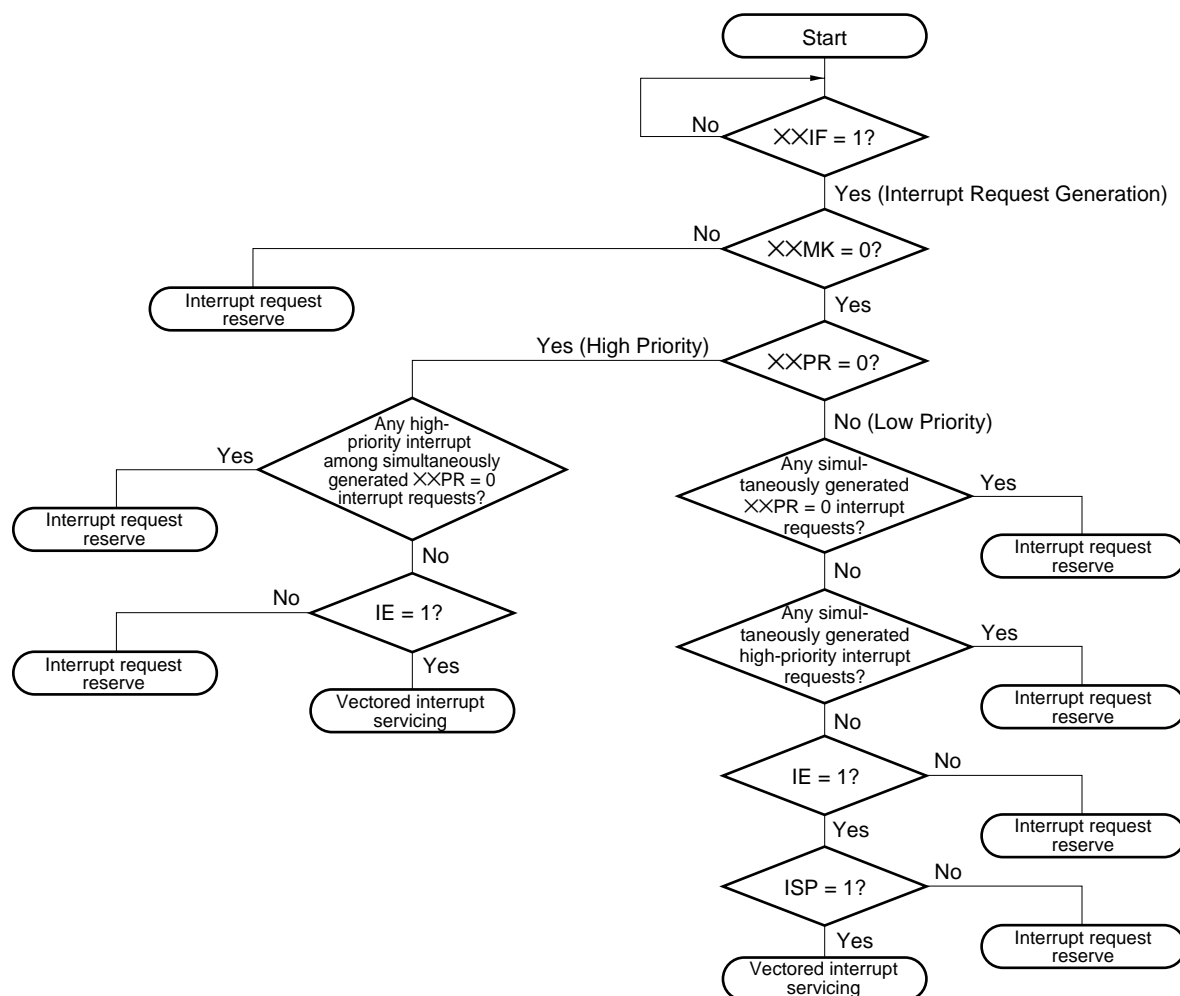 Start
No
××IF = 1?
Yes (Interrupt Request Generation)
No
××MK = 0?
Interrupt request
reserve
Yes
Yes (High Priority)
××PR = 0?
No (Low Priority)
Any high-
priority interrupt
among simultaneously
generated ××PR = 0
interrupt requests?
Yes
Interrupt request
reserve
No
Any simul-
taneously generated
××PR = 0 interrupt
requests?
Yes
Interrupt request
reserve
No
No
IE = 1?
Interrupt request
reserve
Yes
Vectored interrupt
servicing
Any simul-
taneously generated
high-priority interrupt
requests?
Yes
Interrupt request
reserve
No
IE = 1?
No
Interrupt request
reserve
Yes
ISP = 1?
No
Interrupt request
reserve
Yes
Vectored interrupt
servicing